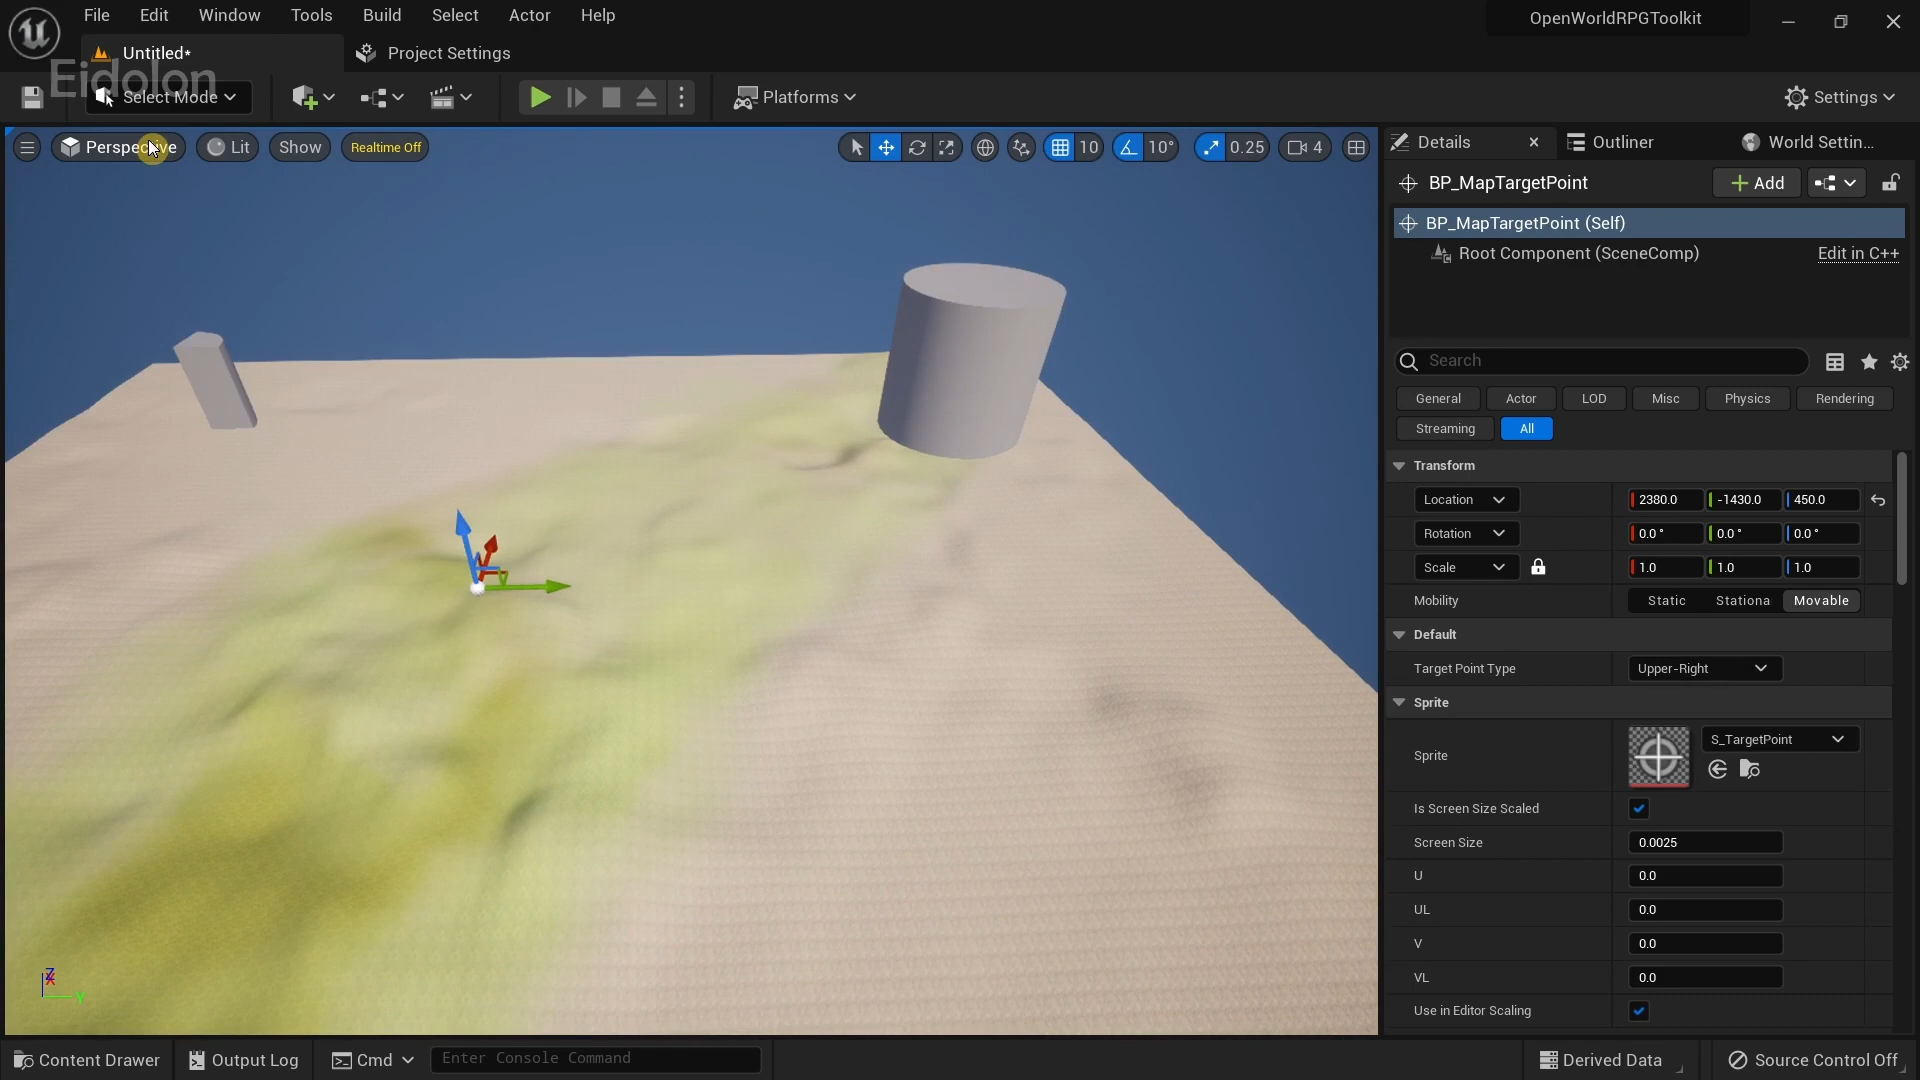 File Edit Window Tools Build Select Actor Help
OpenWorldRPGToolkit
Untitled*
Project Settings
Eidolon
Select Mode
Platforms
Settings
Perspective
Lit
Show
Realtime Off
10
10°
0.25
4
Details
Outliner
World Settin...
BP_MapTargetPoint
Add
BP_MapTargetPoint (Self)
Root Component (SceneComp)
Edit in C++
Search
General Actor LOD Misc Physics Rendering
Streaming All
Transform
Location 2380.0 -1430.0 450.0
Rotation 0.0° 0.0° 0.0°
Scale 1.0 1.0 1.0
Mobility Static Stationa Movable
Default
Target Point Type Upper-Right
Sprite
Sprite S_TargetPoint
Is Screen Size Scaled
Screen Size 0.0025
U 0.0
UL 0.0
V 0.0
VL 0.0
Use in Editor Scaling
Z
X
Y
Content Drawer
Output Log
Cmd
Enter Console Command
Derived Data
Source Control Off